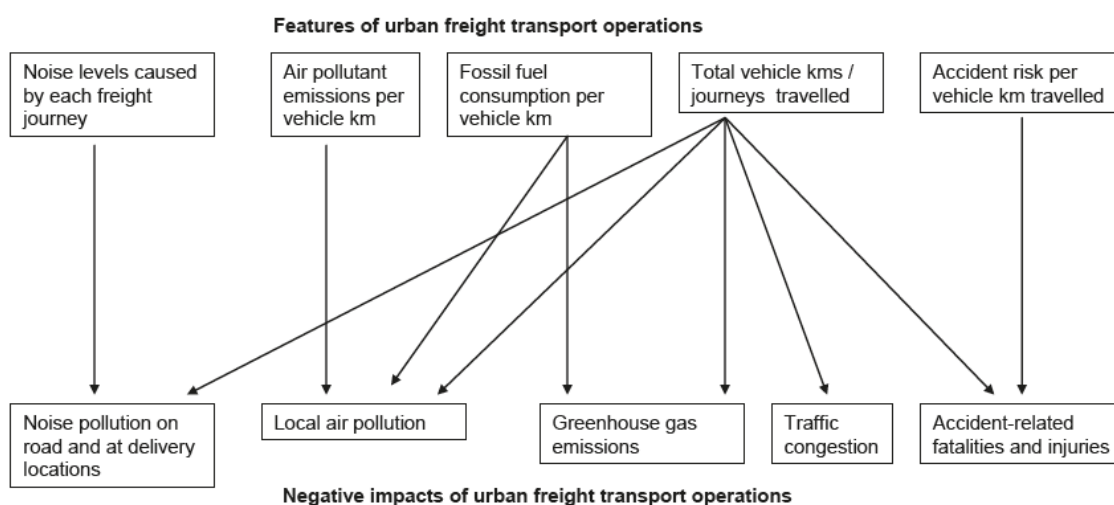 Features of urban freight transport operations
Noise levels caused
by each freight
journey
Air pollutant
emissions per
vehicle km
Fossil fuel
consumption per
vehicle km
Total vehicle kms /
journeys travelled
Accident risk per
vehicle km travelled
Noise pollution on
road and at delivery
locations
Local air pollution
Greenhouse gas
emissions
Traffic
congestion
Accident-related
fatalities and injuries
Negative impacts of urban freight transport operations